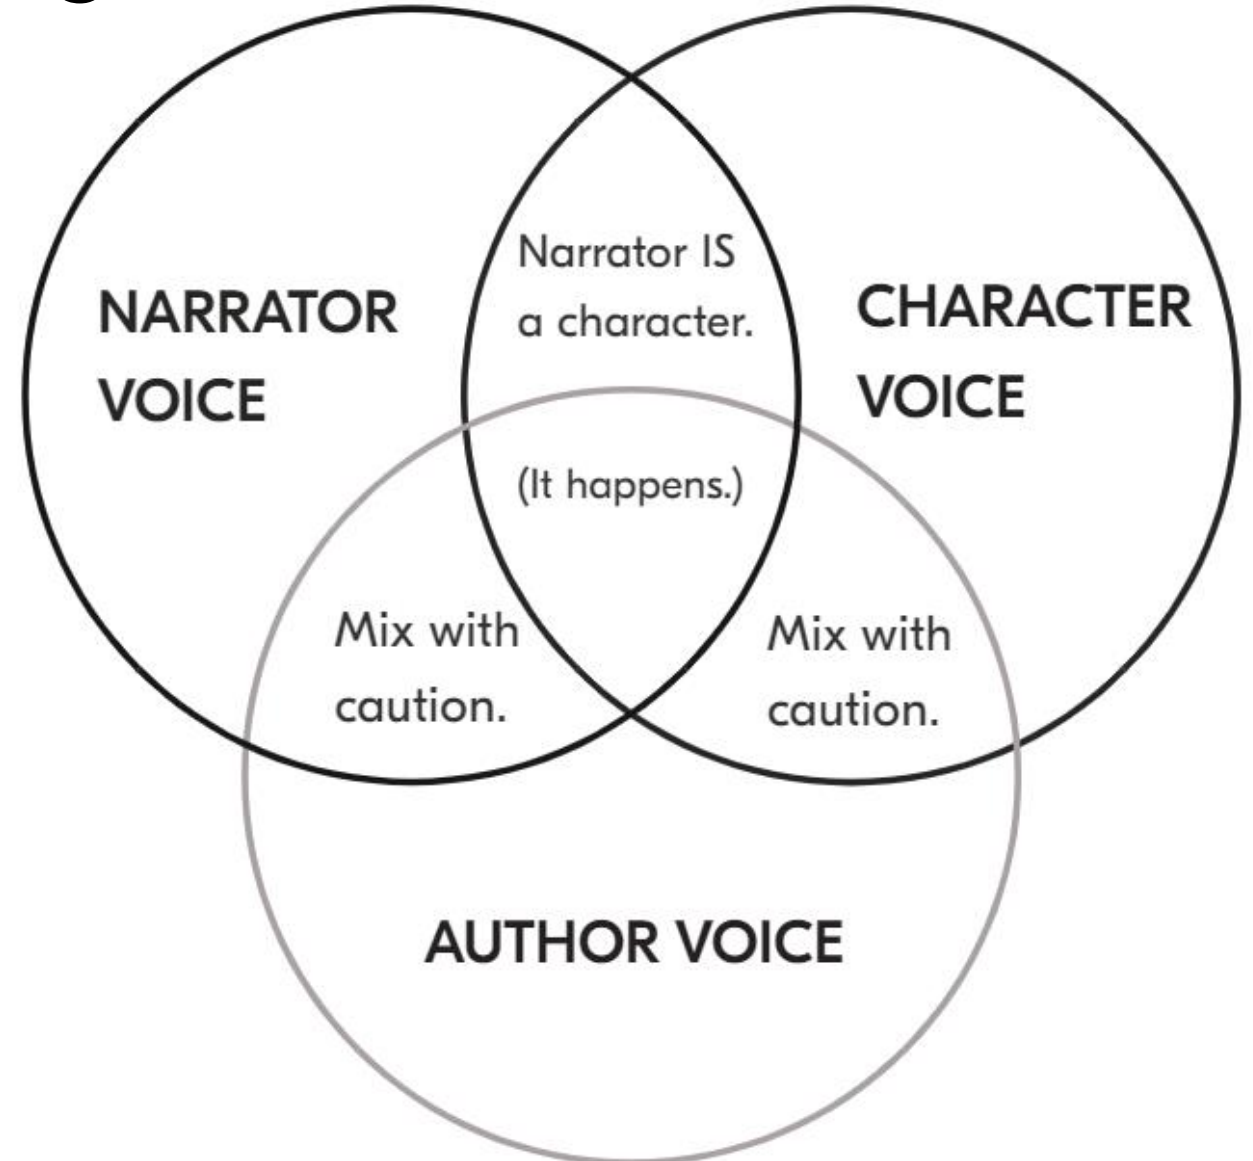 Narrator IS
a character.
NARRATOR
VOICE
CHARACTER
VOICE
(It happens.)
Mix with
caution.
Mix with
caution.
AUTHOR VOICE